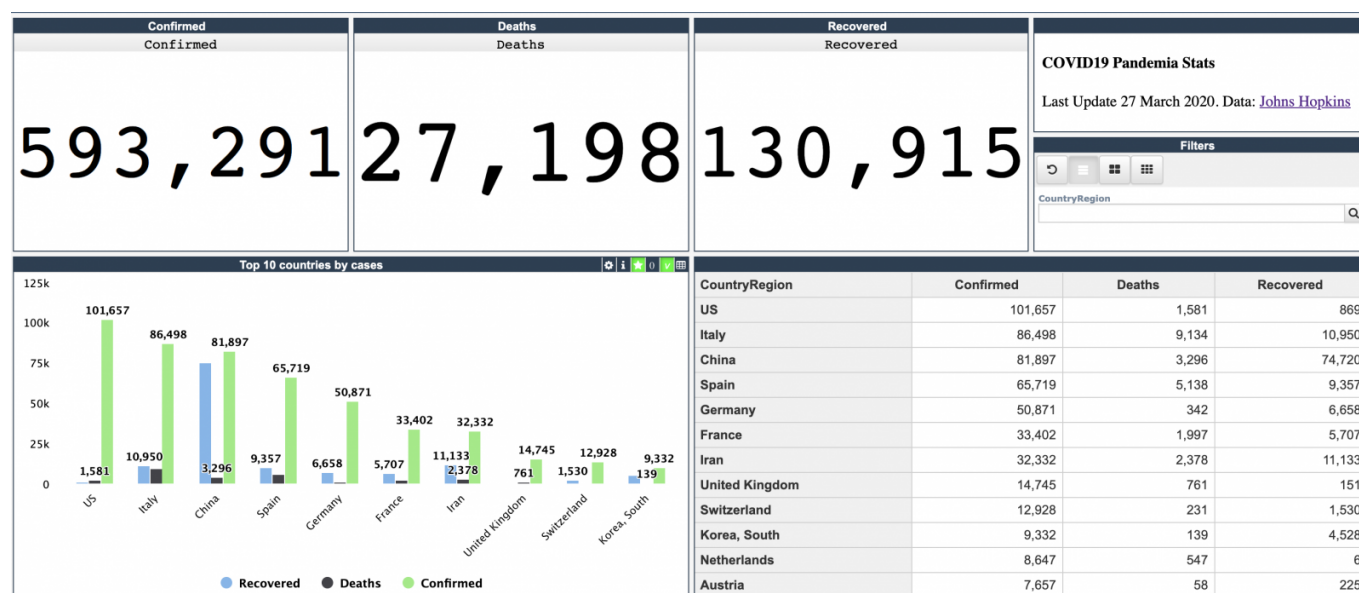 Confirmed
Confirmed
593,291
Deaths
Deaths
27,198
Recovered
Recovered
130,915
COVID19 Pandemia Stats
Last Update 27 March 2020. Data: Johns Hopkins
Filters
CountryRegion
Top 10 countries by cases
i
0
125k
100k
75k
50k
25k
0
101,657
1,581
86,498
10,950
81,897
3,296
65,719
9,357
50,871
6,658
33,402
5,707
32,332
11,133
2,378
14,745
761
12,928
1,530
9,332
139
US
Italy
China
Spain
Germany
France
Iran
United Kingdom
Switzerland
Korea, South
Recovered Deaths Confirmed
CountryRegion Confirmed Deaths Recovered
US 101,657 1,581 869
Italy 86,498 9,134 10,950
China 81,897 3,296 74,720
Spain 65,719 5,138 9,357
Germany 50,871 342 6,658
France 33,402 1,997 5,707
Iran 32,332 2,378 11,133
United Kingdom 14,745 761 151
Switzerland 12,928 231 1,530
Korea, South 9,332 139 4,528
Netherlands 8,647 547 6
Austria 7,657 58 225